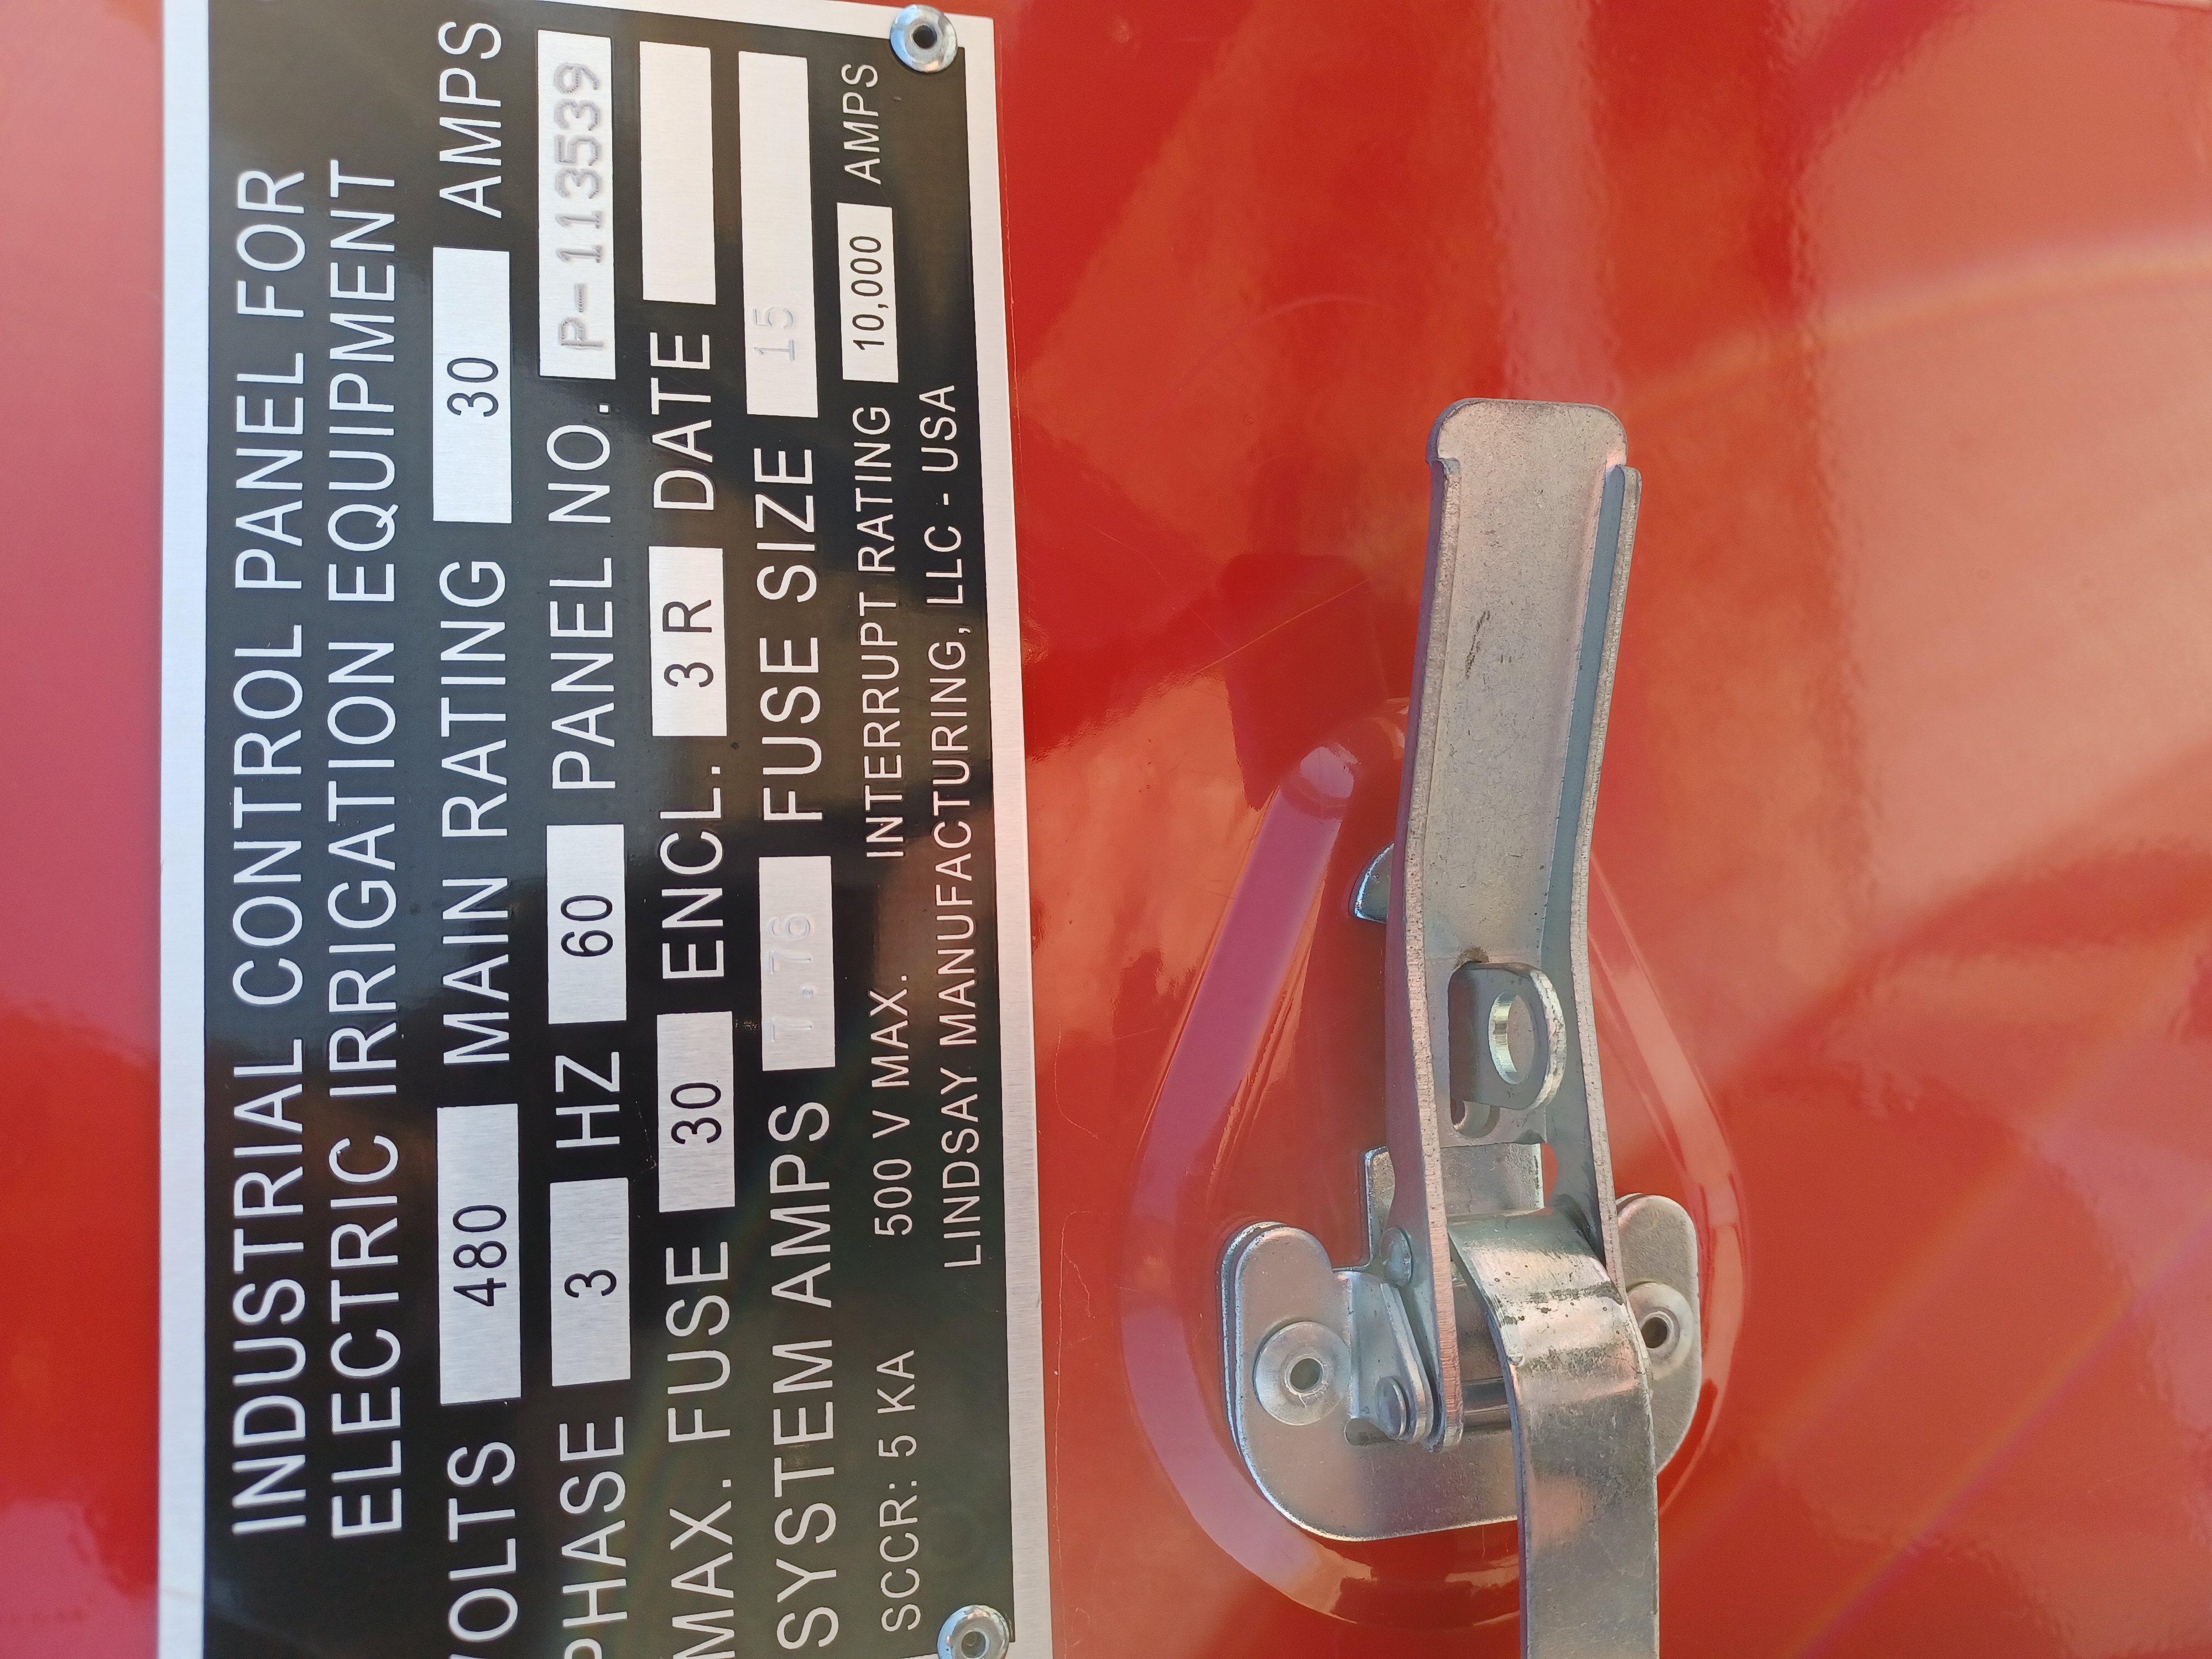 INDUSTRIAL CONTROL PANEL FOR
ELECTRIC IRRIGATION EQUIPMENT
VOLTS 480 MAIN RATING 30 AMPS
PHASE 3 HZ 60 PANEL NO. P-113539
MAX. FUSE 30 ENCL. 3 R DATE
SYSTEM AMPS 7.76 FUSE SIZE 15
SCCR: 5 KA 500 V MAX. INTERRUPT RATING 10,000 AMPS
LINDSAY MANUFACTURING, LLC - USA